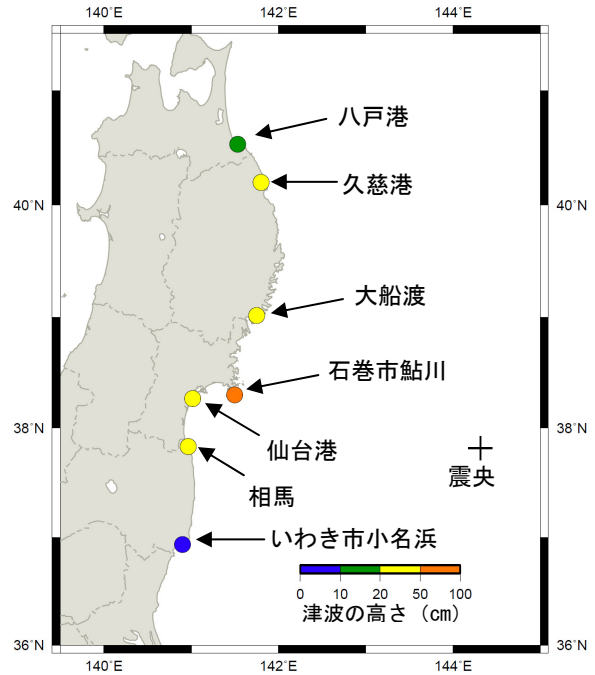 140˚E
142˚E
144˚E
八戸港
久慈港
40˚N
40˚N
大船渡
石巻市鮎川
38˚N
38˚N
仙台港
震央
相馬
いわき市小名浜
0 10 20 50 100
津波の高さ（cm）
36˚N
36˚N
140˚E
142˚E
144˚E